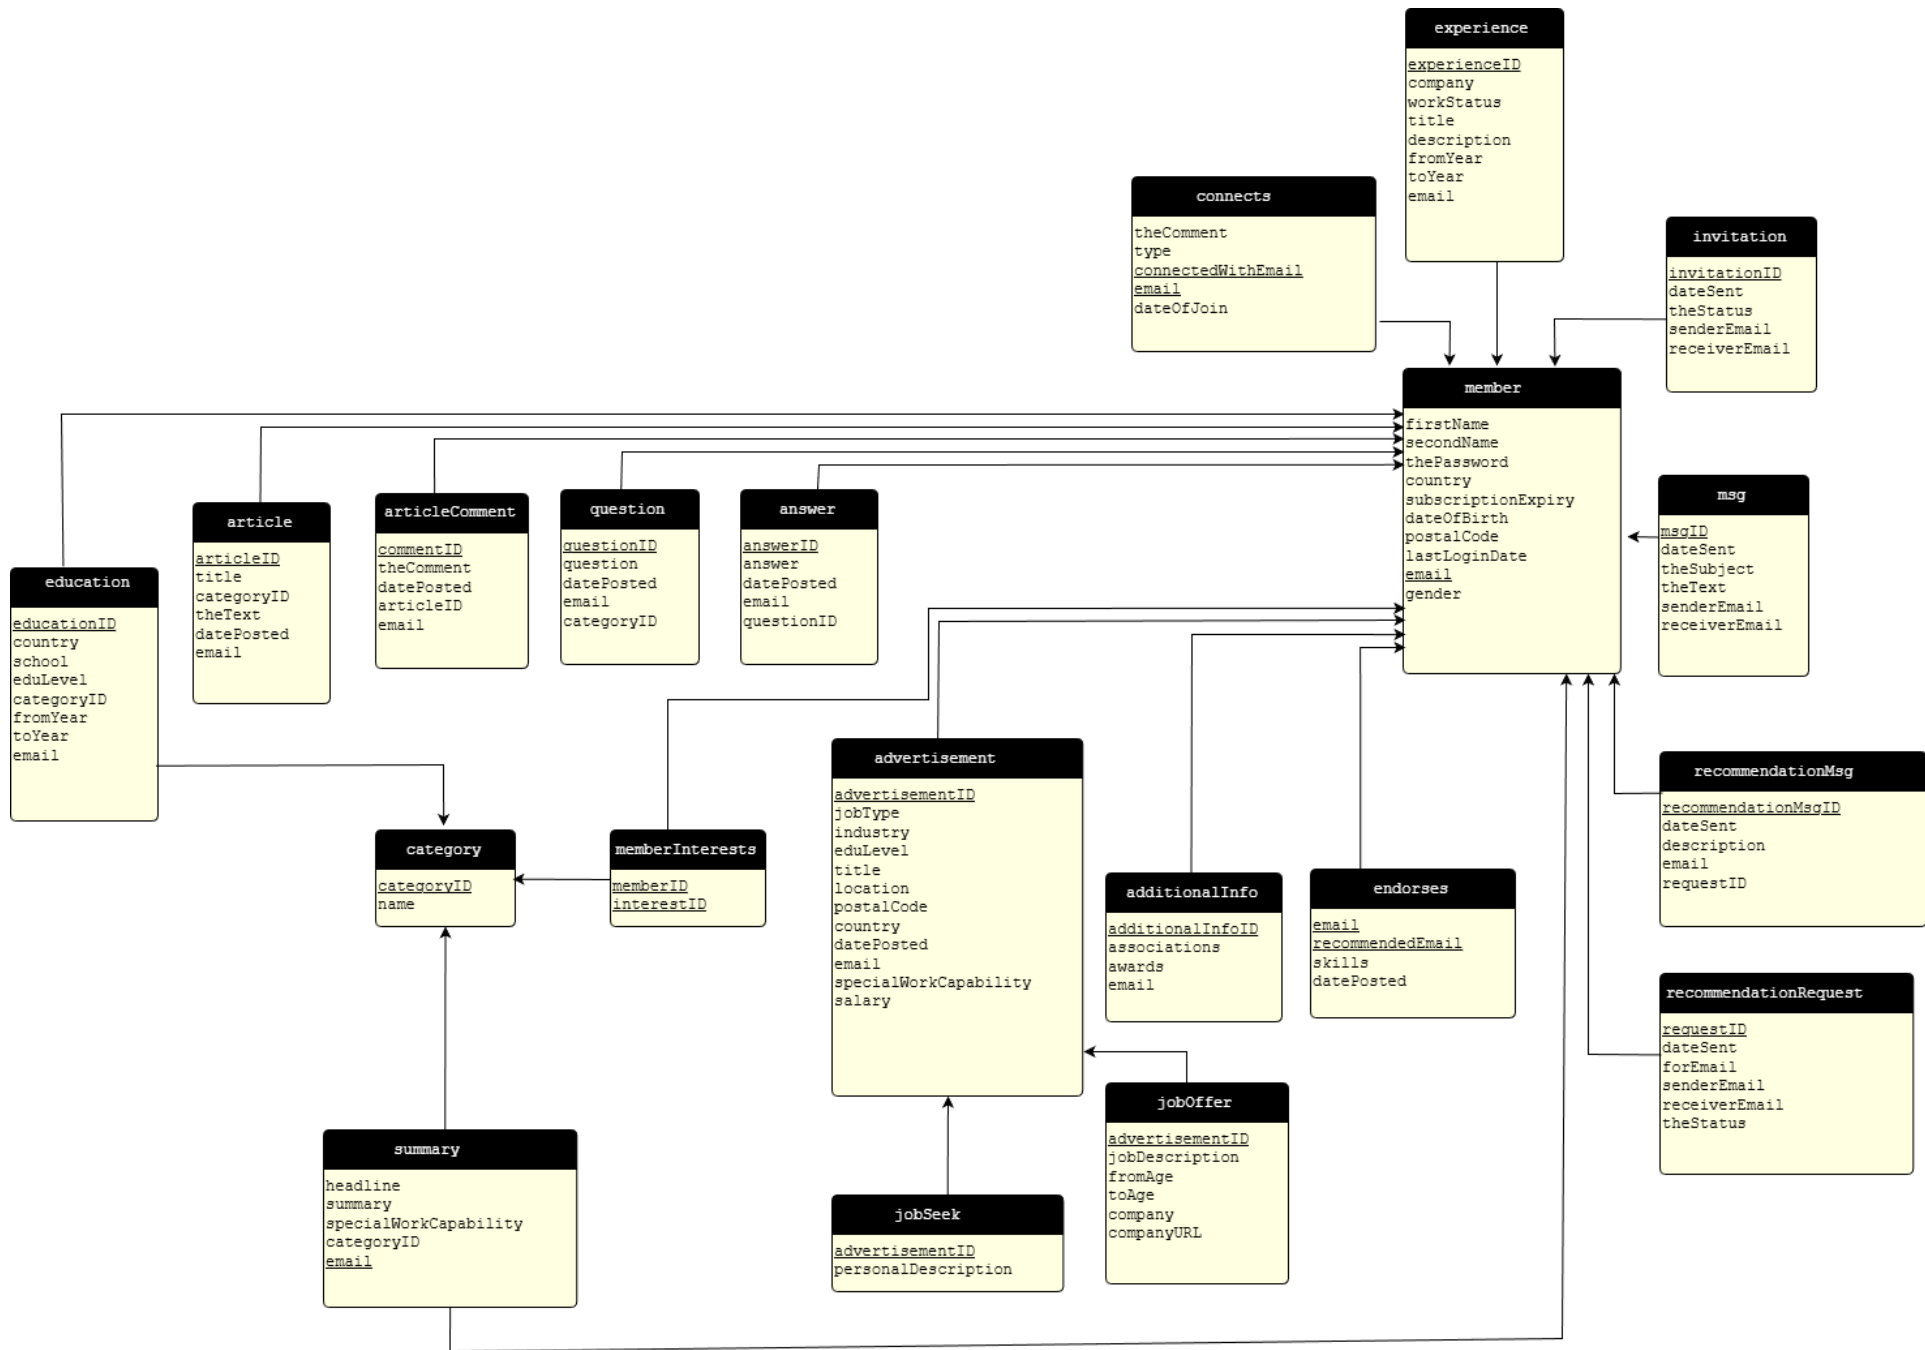 experience
experienceID
company
workStatus
title
description
fromYear
toYear
email
connects
theComment
type
connectedWithEmail
email
dateOfJoin
invitation
invitationID
dateSent
theStatus
senderEmail
receiverEmail
member
firstName
secondName
thePassword
country
subscriptionExpiry
dateOfBirth
postalCode
lastLoginDate
email
gender
msg
msgID
dateSent
theSubject
theText
senderEmail
receiverEmail
education
educationID
country
school
eduLevel
categoryID
fromYear
toYear
email
article
articleID
title
categoryID
theText
datePosted
email
articleComment
commentID
theComment
datePosted
articleID
email
question
questionID
question
datePosted
email
categoryID
answer
answerID
answer
datePosted
email
questionID
category
categoryID
name
memberInterests
memberID
interestID
advertisement
advertisementID
jobType
industry
eduLevel
title
location
postalCode
country
datePosted
email
specialWorkCapability
salary
additionalInfo
additionalInfoID
associations
awards
email
endorses
email
recommendedEmail
skills
datePosted
recommendationMsg
recommendationMsgID
dateSent
description
email
requestID
recommendationRequest
requestID
dateSent
forEmail
senderEmail
receiverEmail
theStatus
summary
headline
summary
specialWorkCapability
categoryID
email
jobSeek
advertisementID
personalDescription
jobOffer
advertisementID
jobDescription
fromAge
toAge
company
companyURL